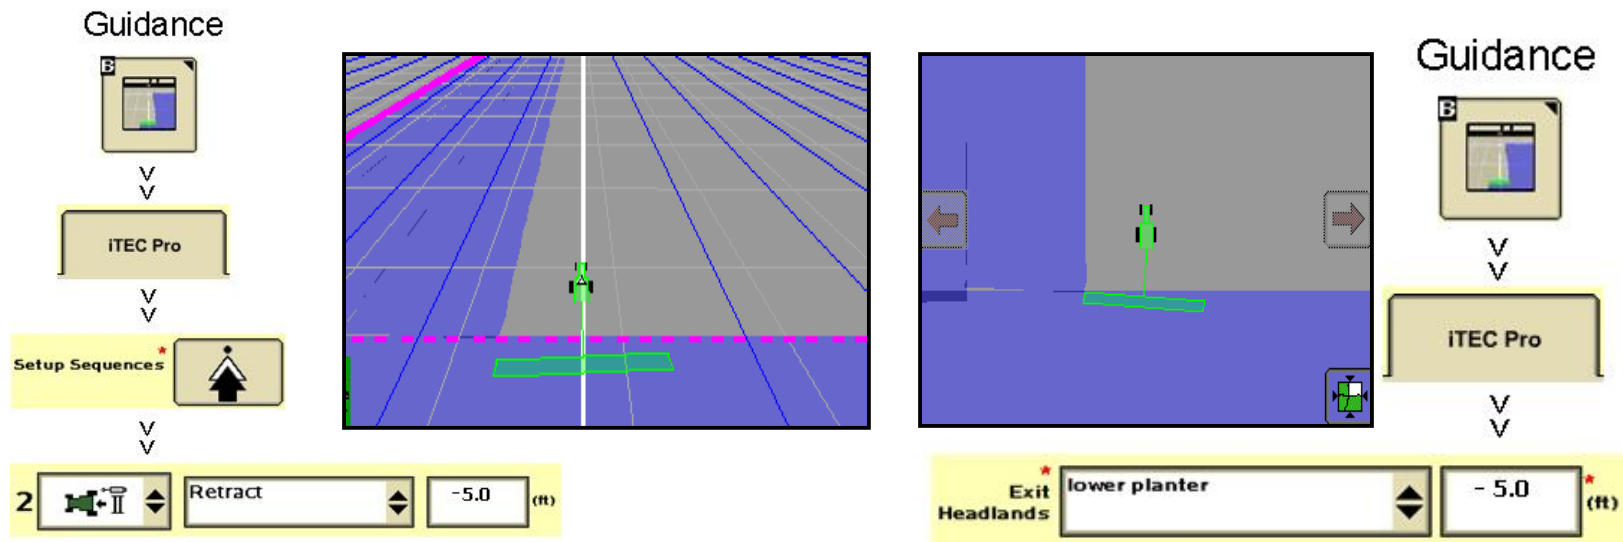 Guidance
B
iTEC Pro
Setup Sequences*
2
Retract
-5.0
(ft)
Guidance
B
iTEC Pro
*
Exit
Headlands
lower planter
- 5.0
*
(ft)